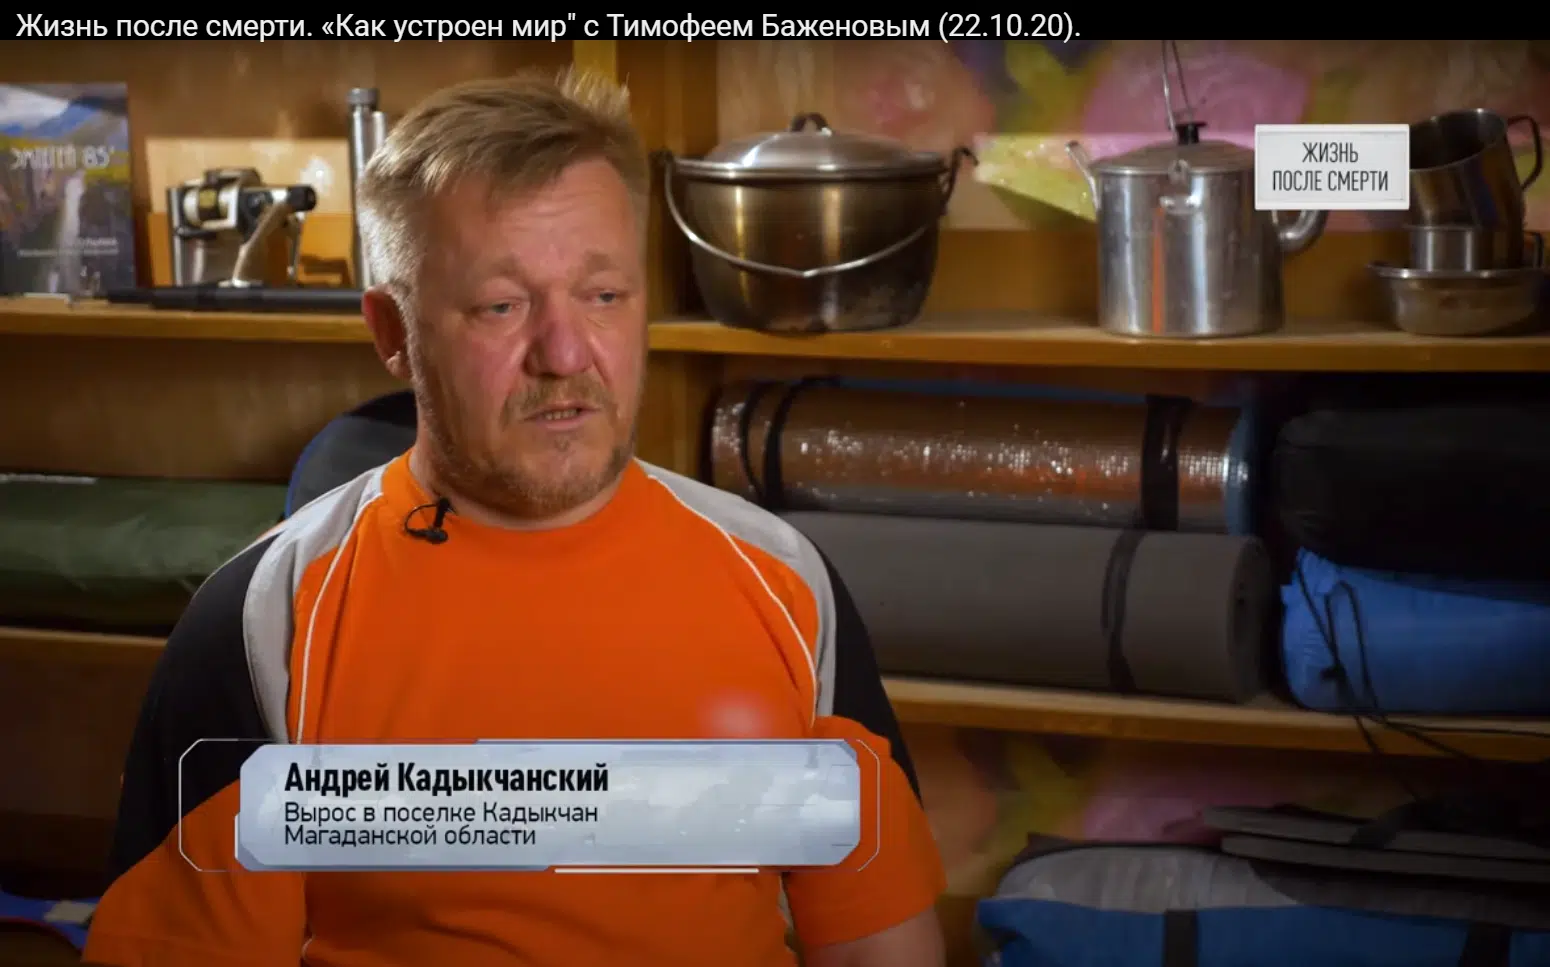 Жизнь после смерти. «Как устроен мир" с Тимофеем Баженовым (22.10.20).
ЖИЗНЬ
ПОСЛЕ СМЕРТИ
Андрей Кадыкчанский
Вырос в поселке Кадыкчан
Магаданской области